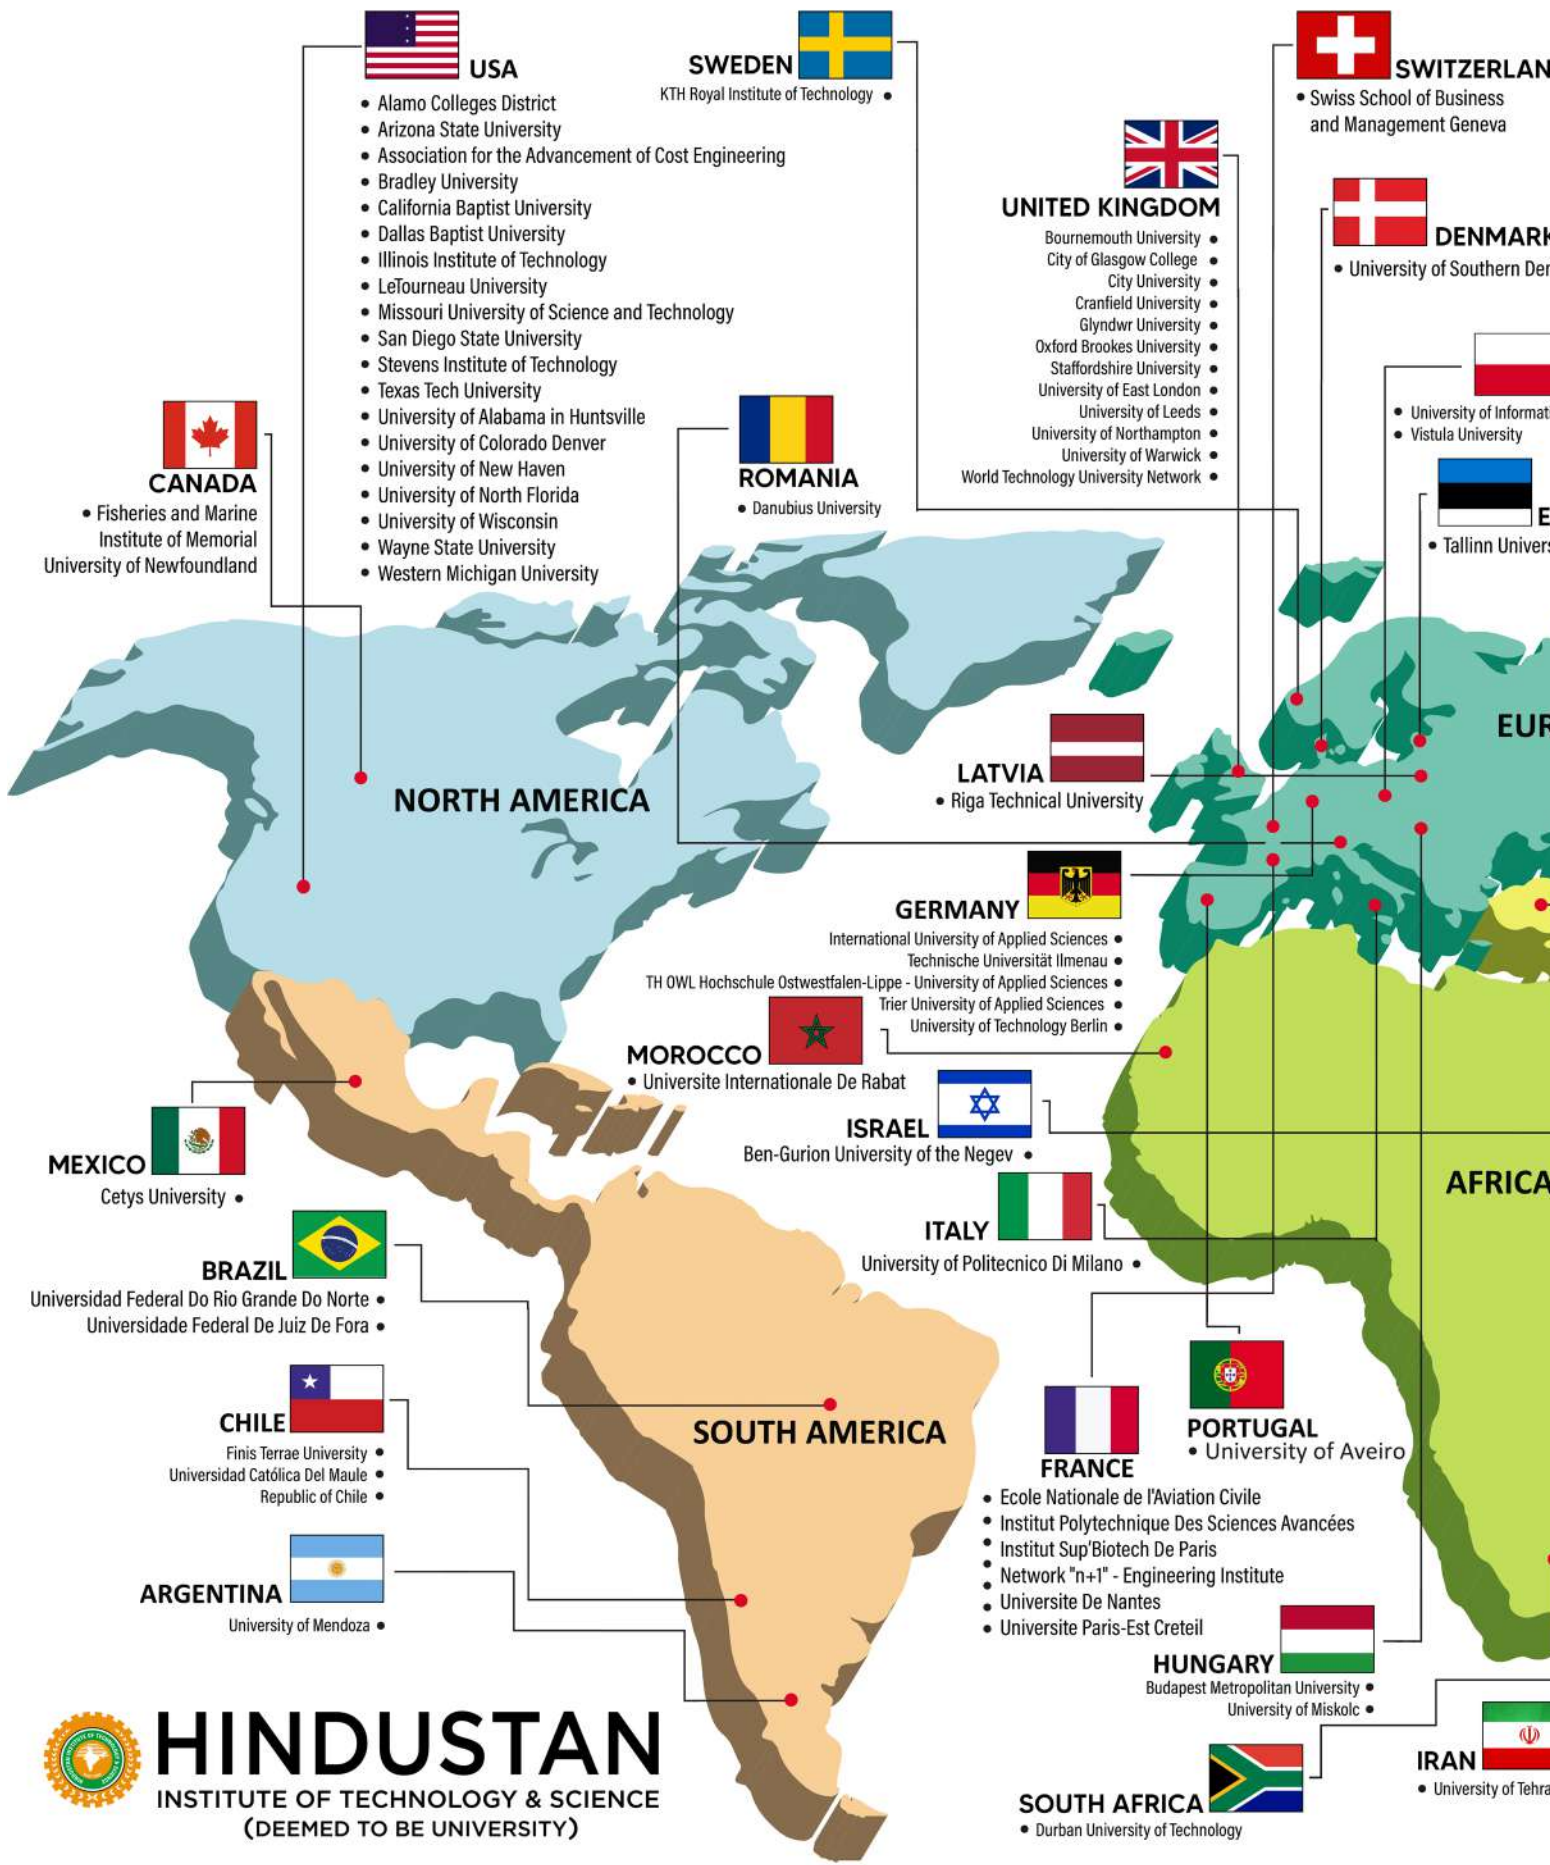 USA
• Alamo Colleges District
• Arizona State University
• Association for the Advancement of Cost Engineering
• Bradley University
• California Baptist University
• Dallas Baptist University
• Illinois Institute of Technology
• LeTourneau University
• Missouri University of Science and Technology
• San Diego State University
• Stevens Institute of Technology
• Texas Tech University
• University of Alabama in Huntsville
• University of Colorado Denver
• University of New Haven
• University of North Florida
• University of Wisconsin
• Wayne State University
• Western Michigan University
SWEDEN
KTH Royal Institute of Technology •
SWITZERLAN
• Swiss School of Business
and Management Geneva
UNITED KINGDOM
Bournemouth University •
City of Glasgow College •
City University •
Cranfield University •
Glyndwr University •
Oxford Brookes University •
Staffordshire University •
University of East London •
University of Leeds •
University of Northampton •
University of Warwick •
World Technology University Network •
DENMARK
• University of Southern Den
• University of Informati
• Vistula University
E
• Tallinn Univers
CANADA
• Fisheries and Marine
Institute of Memorial
University of Newfoundland
ROMANIA
• Danubius University
NORTH AMERICA
EUR
LATVIA
• Riga Technical University
GERMANY
International University of Applied Sciences •
Technische Universität Ilmenau •
TH OWL Hochschule Ostwestfalen-Lippe - University of Applied Sciences •
Trier University of Applied Sciences •
University of Technology Berlin •
MOROCCO
• Universite Internationale De Rabat
ISRAEL
Ben-Gurion University of the Negev •
ITALY
University of Politecnico Di Milano •
AFRICA
MEXICO
Cetys University •
BRAZIL
Universidad Federal Do Rio Grande Do Norte •
Universidade Federal De Juiz De Fora •
CHILE
Finis Terrae University •
Universidad Católica Del Maule •
Republic of Chile •
SOUTH AMERICA
ARGENTINA
University of Mendoza •
PORTUGAL
• University of Aveiro
FRANCE
• Ecole Nationale de l'Aviation Civile
• Institut Polytechnique Des Sciences Avancées
• Institut Sup'Biotech De Paris
• Network "n+1" - Engineering Institute
• Universite De Nantes
• Universite Paris-Est Creteil
HUNGARY
Budapest Metropolitan University •
University of Miskolc •
IRAN
• University of Tehra
SOUTH AFRICA
• Durban University of Technology
HINDUSTAN
INSTITUTE OF TECHNOLOGY & SCIENCE
(DEEMED TO BE UNIVERSITY)